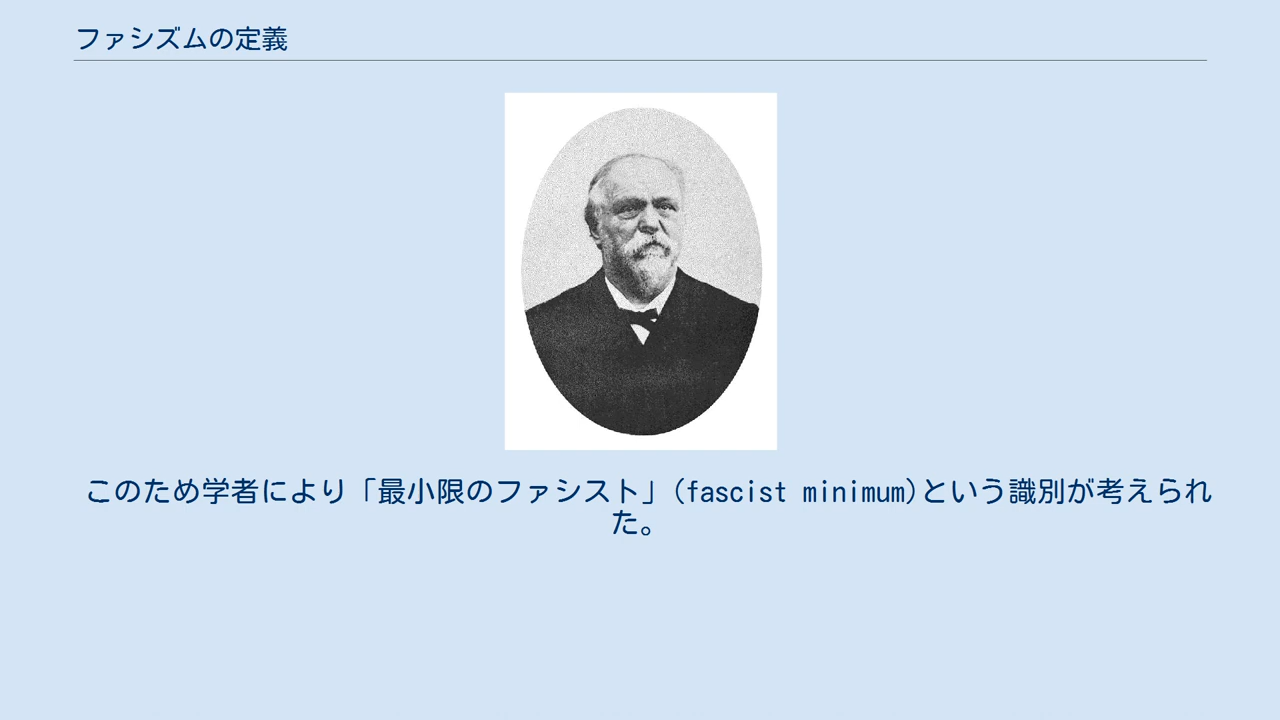 ファシズムの定義
このため学者により「最小限のファシスト」(fascist minimum)という識別が考えられ
た。